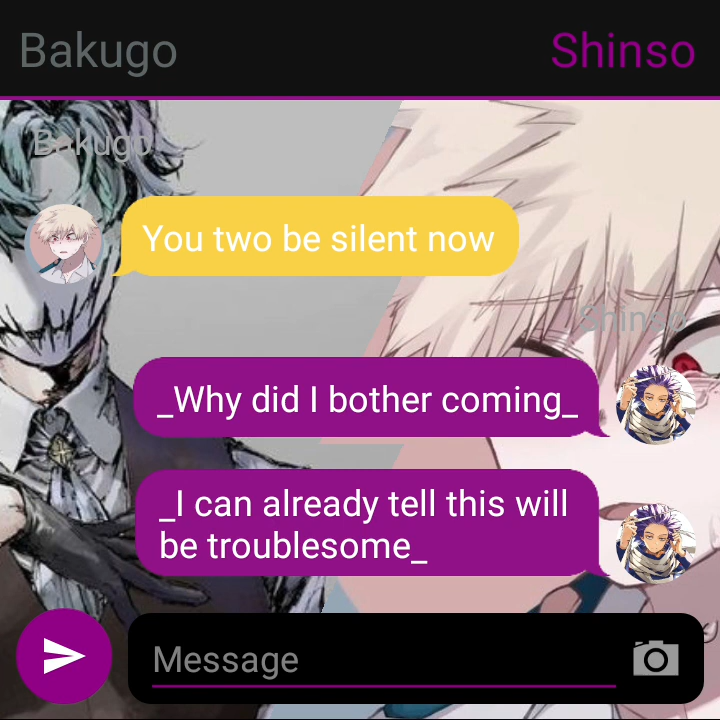 Bakugo Shinso
Bakugo
You two be silent now
Shinso
_Why did I bother coming_
_I can already tell this will
be troublesome_
Message